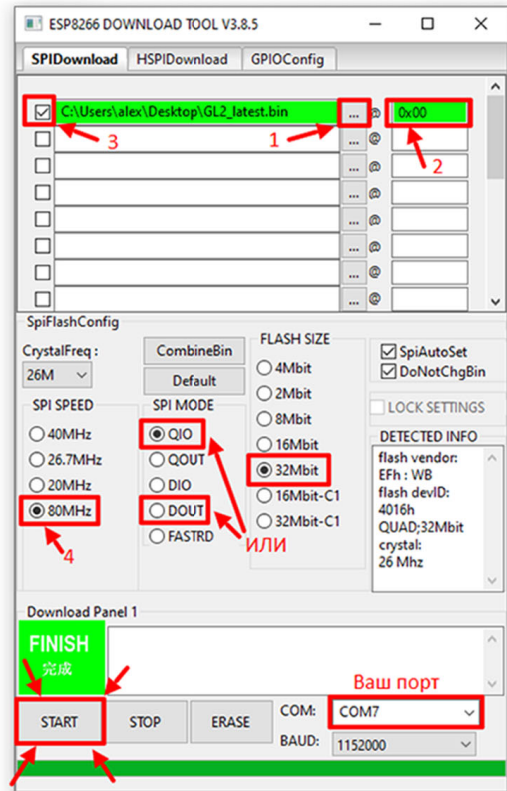 ESP8266 DOWNLOAD TOOL V3.8.5
SPIDownload HSPIDownload GPIOConfig
C:\Users\alex\Desktop\GL2_latest.bin ... @ 0x00
3 1 2
... @
... @
... @
... @
... @
... @
... @
SpiFlashConfig
CrystalFreq :
26M
CombineBin
Default
SPI SPEED
40MHz
26.7MHz
20MHz
80MHz
4
SPI MODE
QIO
QOUT
DIO
DOUT
FASTRD
ИЛИ
FLASH SIZE
4Mbit
2Mbit
8Mbit
16Mbit
32Mbit
16Mbit-C1
32Mbit-C1
SpiAutoSet
DoNotChgBin
LOCK SETTINGS
DETECTED INFO
flash vendor:
EFh : WB
flash devID:
4016h
QUAD;32Mbit
crystal:
26 Mhz
Download Panel 1
FINISH
完成
Ваш порт
START STOP ERASE
COM: COM7
BAUD: 1152000